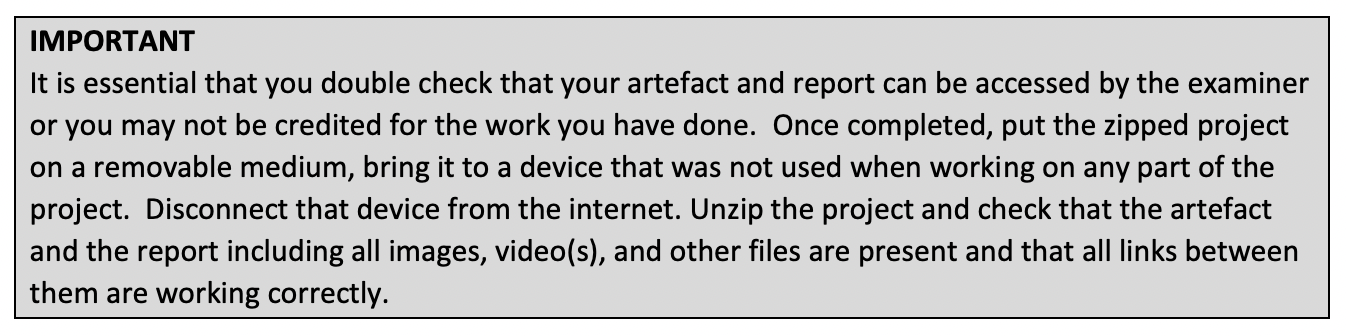 IMPORTANT
It is essential that you double check that your artefact and report can be accessed by the examiner
or you may not be credited for the work you have done.  Once completed, put the zipped project
on a removable medium, bring it to a device that was not used when working on any part of the
project.  Disconnect that device from the internet. Unzip the project and check that the artefact
and the report including all images, video(s), and other files are present and that all links between
them are working correctly.